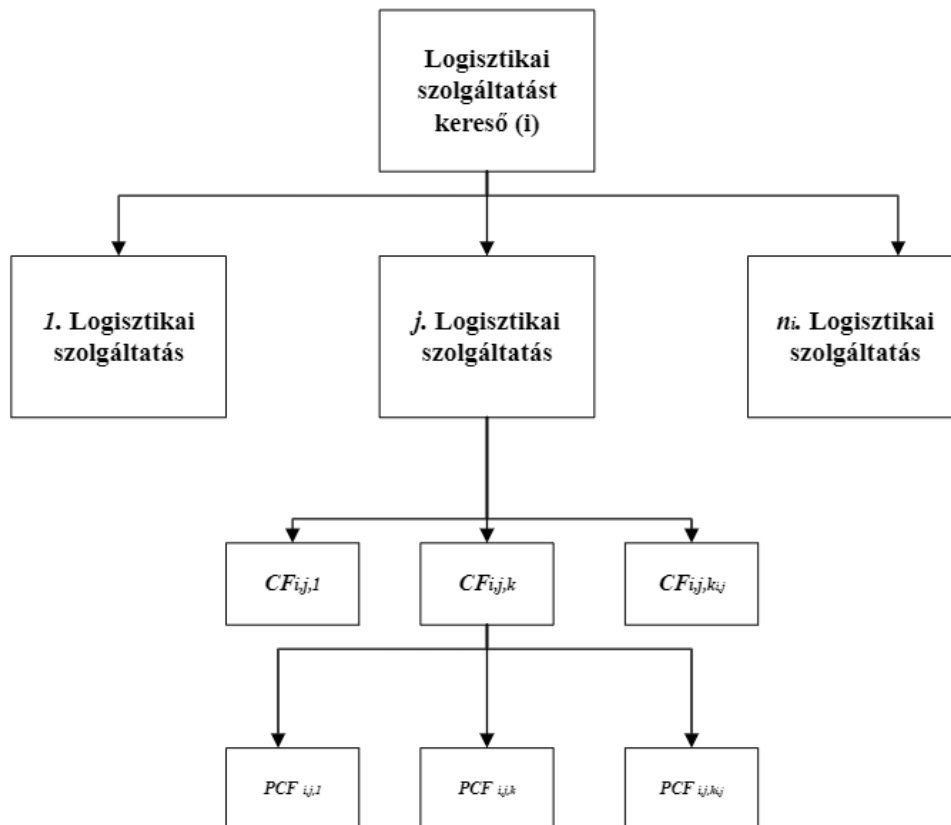 Logisztikai
szolgáltatást
kereső (i)
1. Logisztikai
szolgáltatás
j. Logisztikai
szolgáltatás
ni. Logisztikai
szolgáltatás
CFi,j,1
CFi,j,k
CFi,j,ki,j
PCF i,j,1
PCF i,j,k
PCF i,j,ki,j